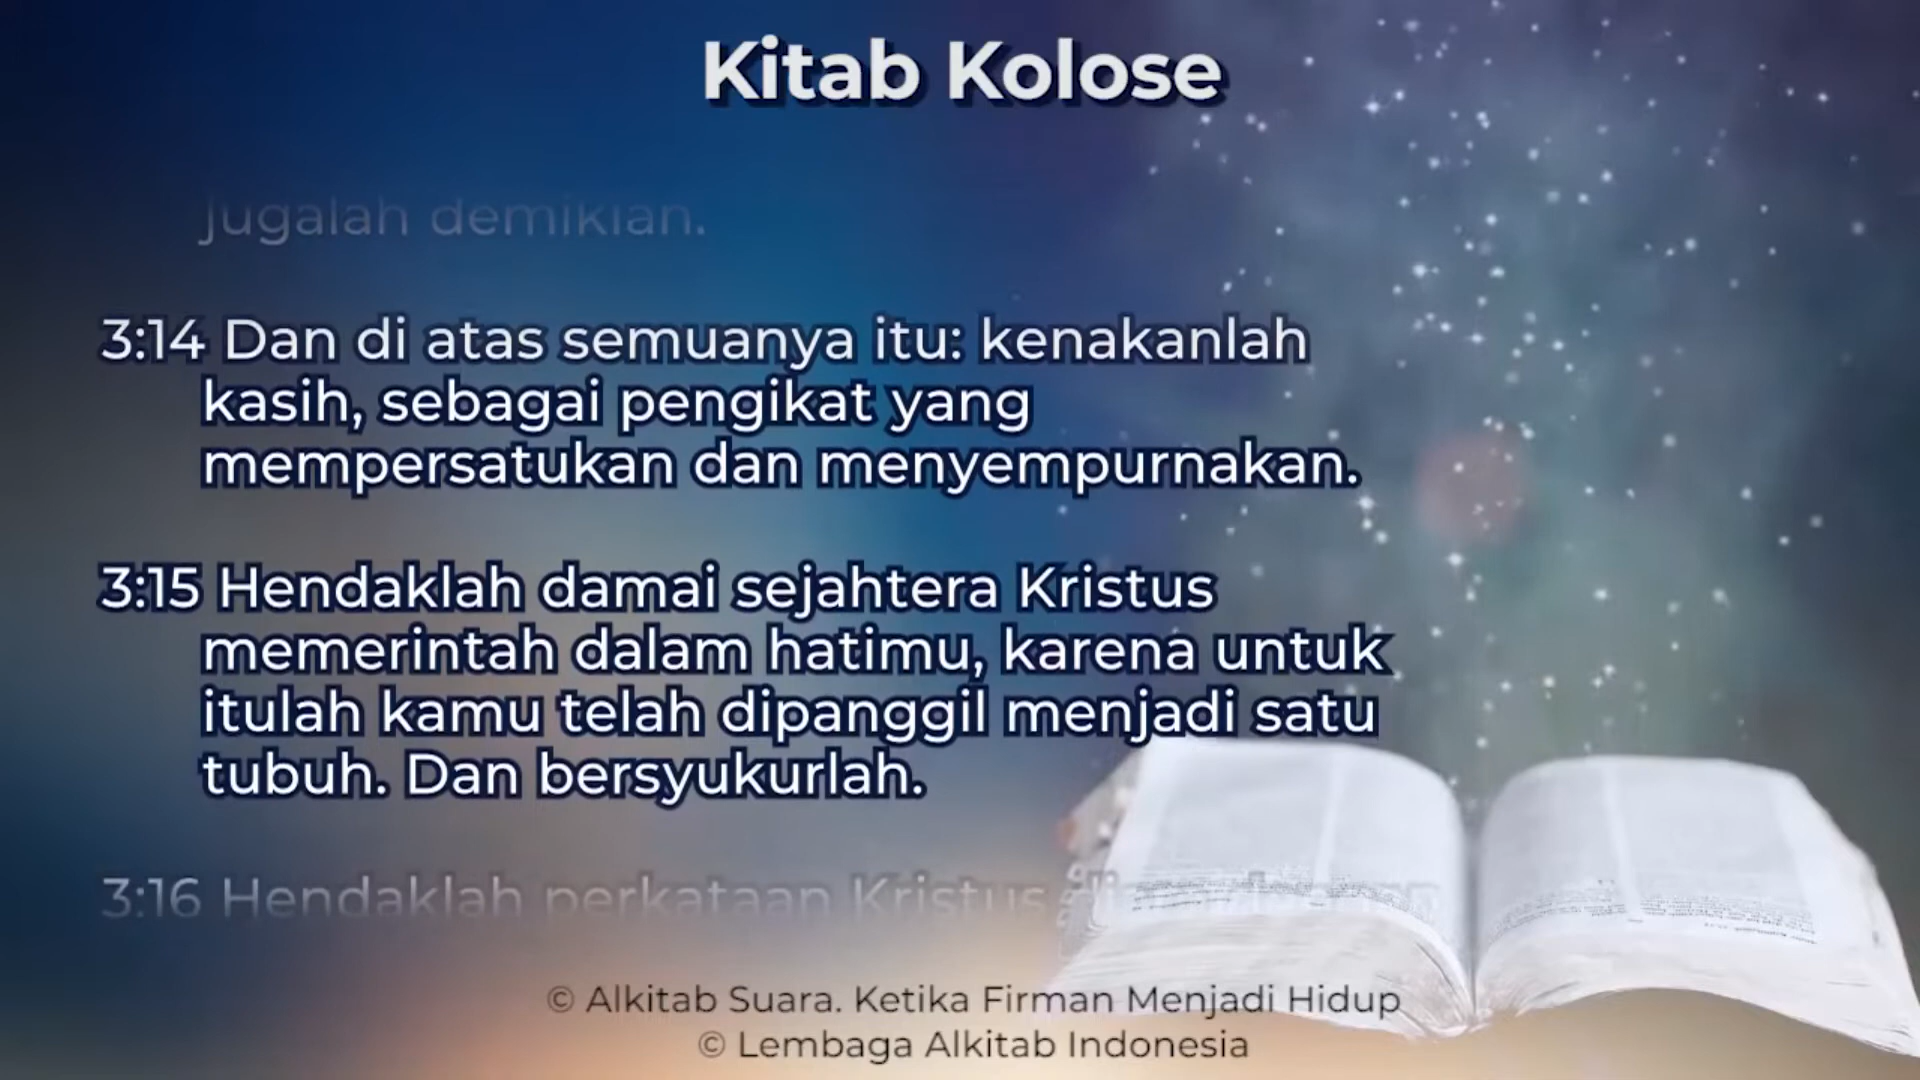 Kitab Kolose
jugalah demikian.
3:14 Dan di atas semuanya itu: kenakanlah
kasih, sebagai pengikat yang
mempersatukan dan menyempurnakan.
3:15 Hendaklah damai sejahtera Kristus
memerintah dalam hatimu, karena untuk
itulah kamu telah dipanggil menjadi satu
tubuh. Dan bersyukurlah.
3:16 Hendaklah perkataan Kristus
© Alkitab Suara. Ketika Firman Menjadi Hidup
© Lembaga Alkitab Indonesia